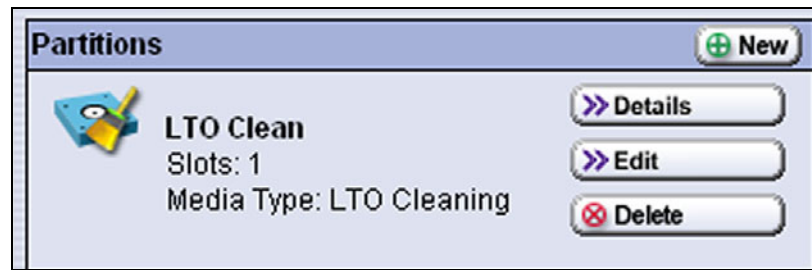 Partitions
New
LTO Clean
Slots: 1
Media Type: LTO Cleaning
Details
Edit
Delete